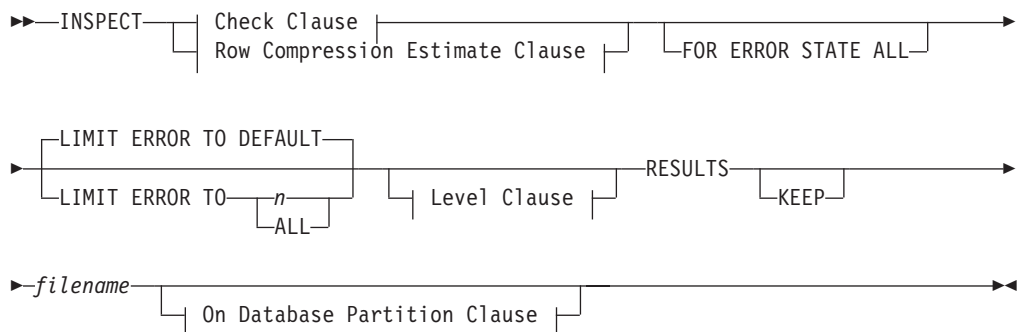 INSPECT Check Clause
Row Compression Estimate Clause FOR ERROR STATE ALL
LIMIT ERROR TO DEFAULT
LIMIT ERROR TO n
ALL
Level Clause
RESULTS
KEEP
filename
On Database Partition Clause